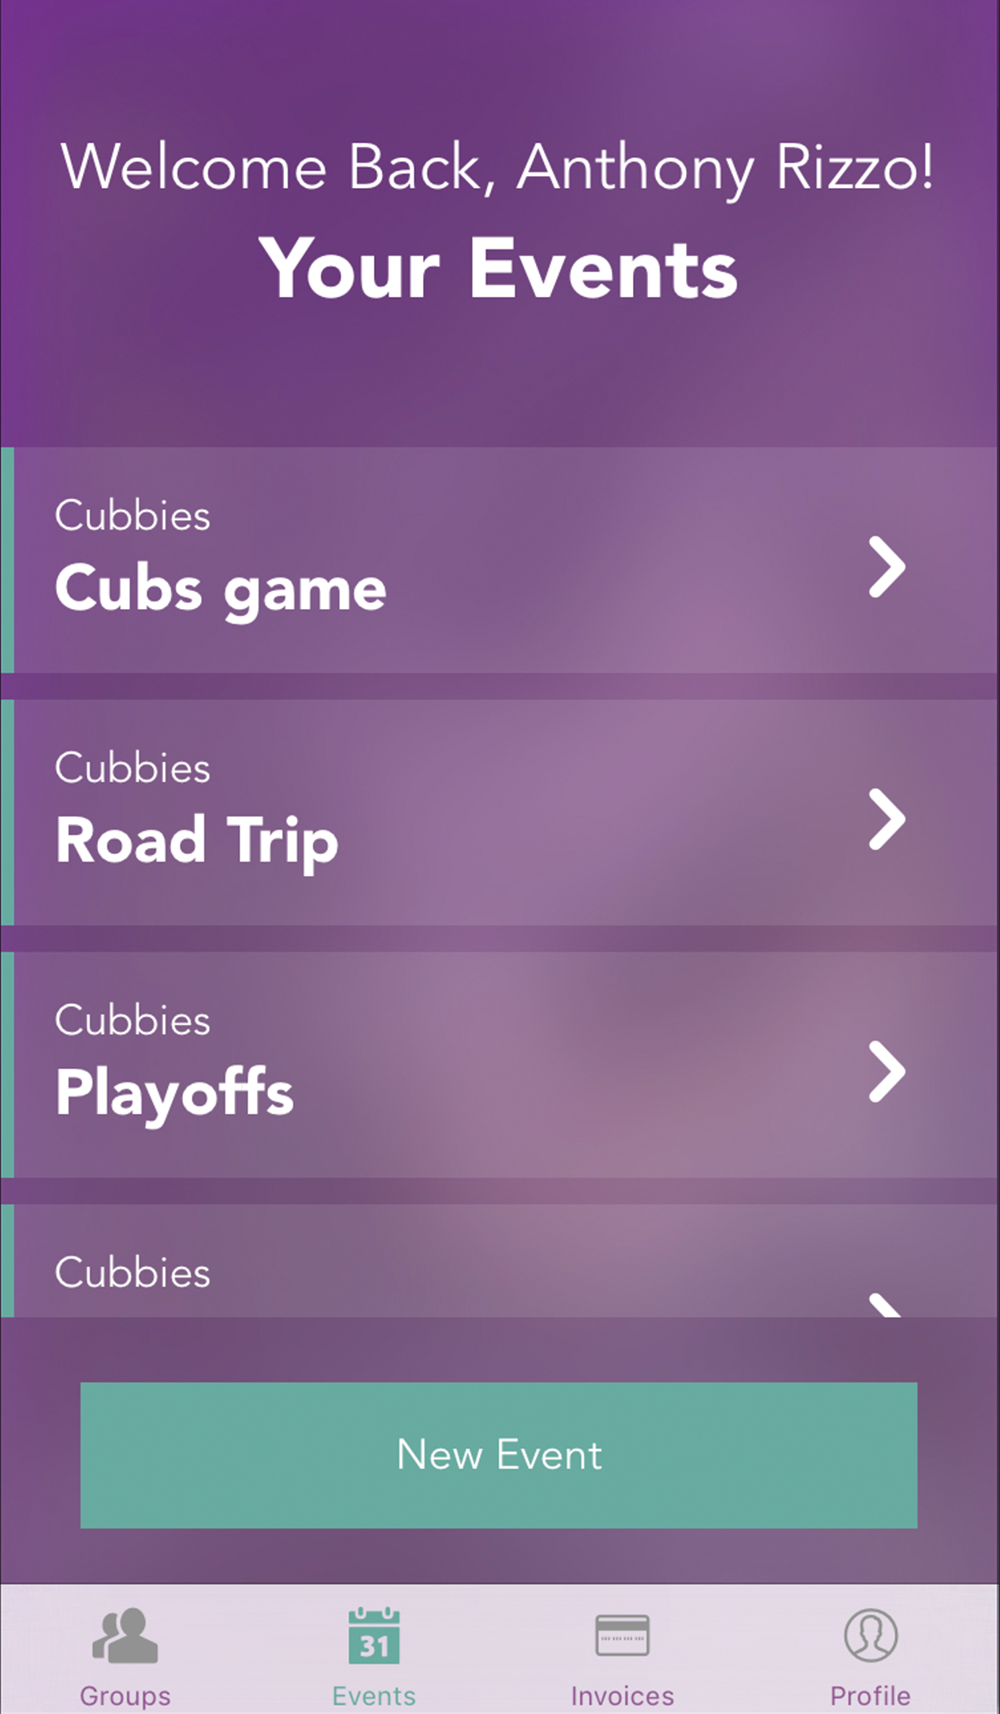 Welcome Back, Anthony Rizzo!
Your Events
Cubbies
Cubs game
Cubbies
Road Trip
Cubbies
Playoffs
Cubbies
New Event
31
Groups
Events
Invoices
Profile